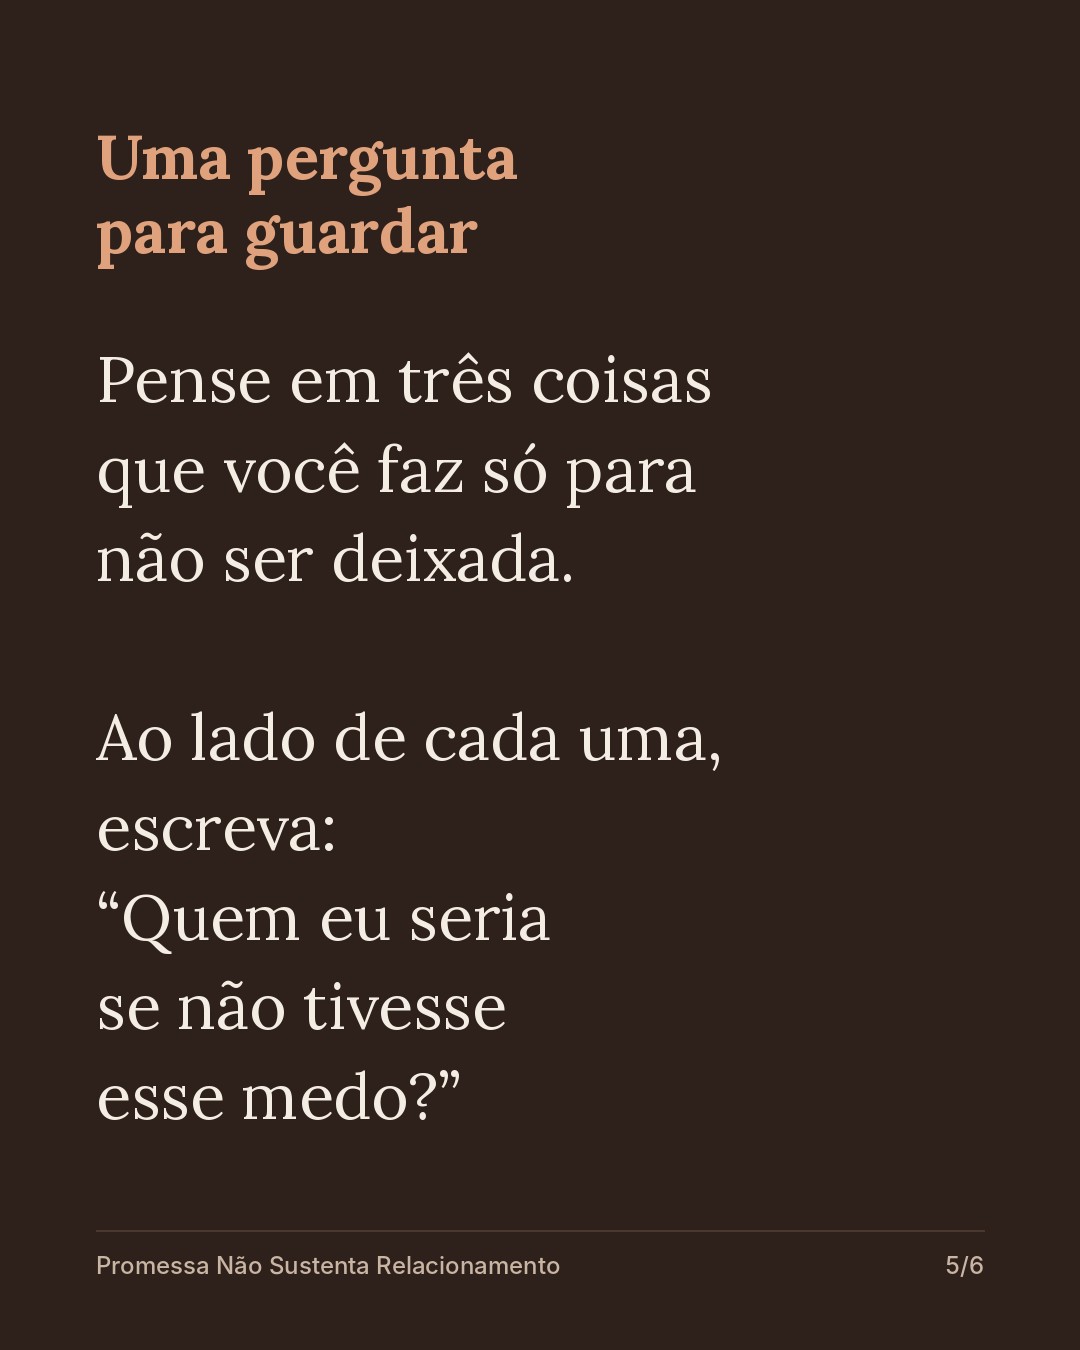 Uma pergunta
para guardar
Pense em três coisas
que você faz só para
não ser deixada.
Ao lado de cada uma,
escreva:
“Quem eu seria
se não tivesse
esse medo?”
Promessa Não Sustenta Relacionamento
5/6